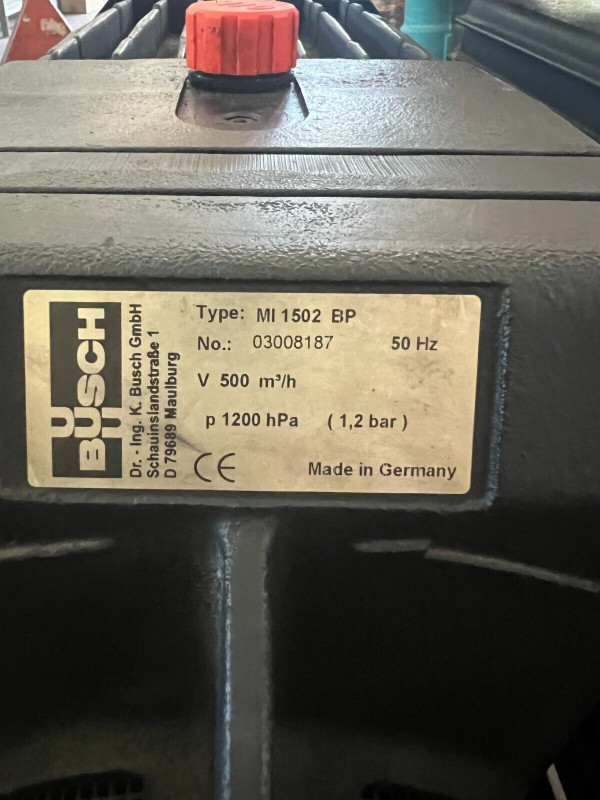 BUSCH
Dr. - Ing. K. Busch GmbH
Schauinslandstraße 1
D 79689 Maulburg
Type: MI 1502 BP
No.: 03008187 50 Hz
V 500 m³/h
p 1200 hPa ( 1,2 bar )
CE Made in Germany